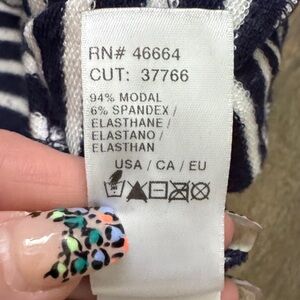 RN# 46664
CUT: 37766
94% MODAL
6% SPANDEX /
ELASTHANE /
ELASTANO /
ELASTHAN
USA / CA / EU